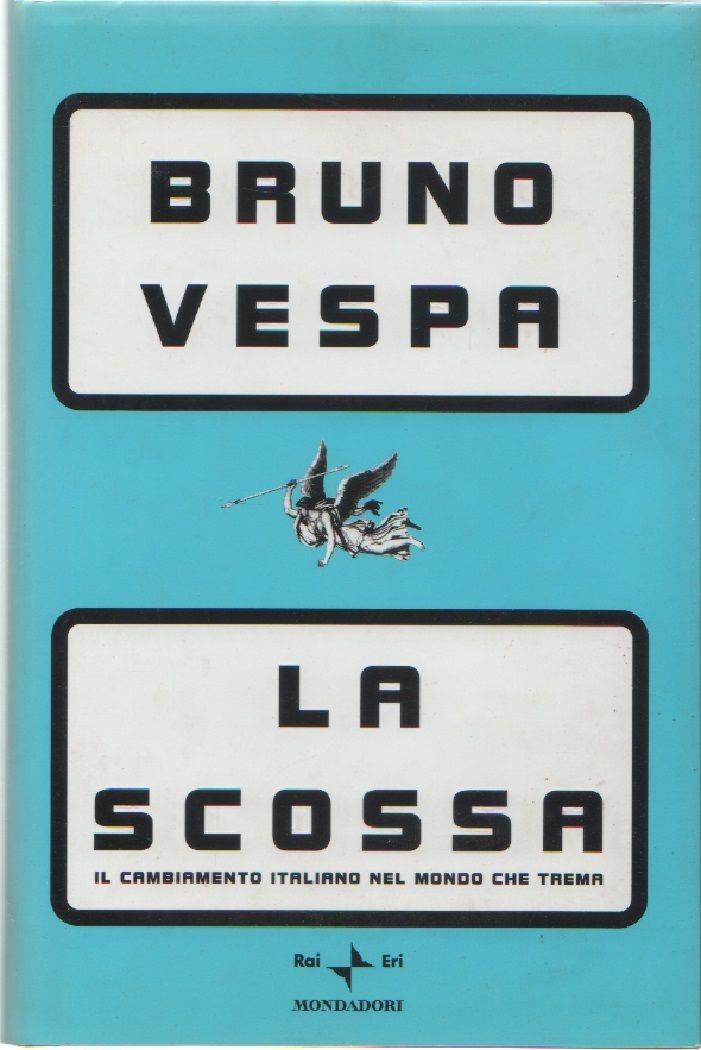 BRUNO
VESPA
LA
SCOSSA
IL CAMBIAMENTO ITALIANO NEL MONDO CHE TREMA
Rai Eri
MONDADORI